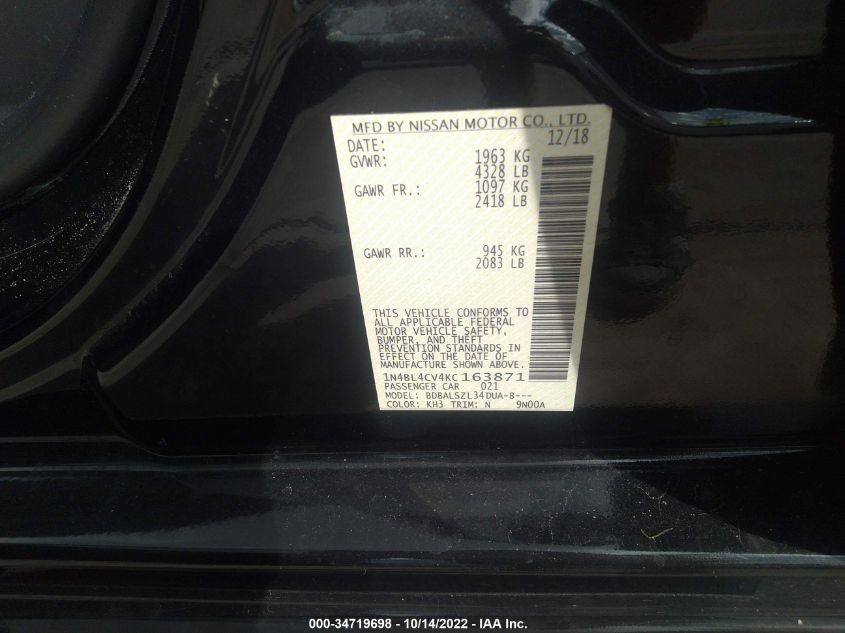 MFD BY NISSAN MOTOR CO., LTD.
DATE: 12/18
GVWR: 1963 KG
4328 LB
GAWR FR.: 1097 KG
2418 LB
GAWR RR.: 945 KG
2083 LB
THIS VEHICLE CONFORMS TO
ALL APPLICABLE FEDERAL
MOTOR VEHICLE SAFETY,
BUMPER, AND THEFT
PREVENTION STANDARDS IN
EFFECT ON THE DATE OF
MANUFACTURE SHOWN ABOVE.
1N4BL4CV4KC163871
PASSENGER CAR 021
MODEL: BDBALSZL34DUA-B---
COLOR: KH3 TRIM: N 9N00A
000-34719698 - 10/14/2022 - IAA Inc.